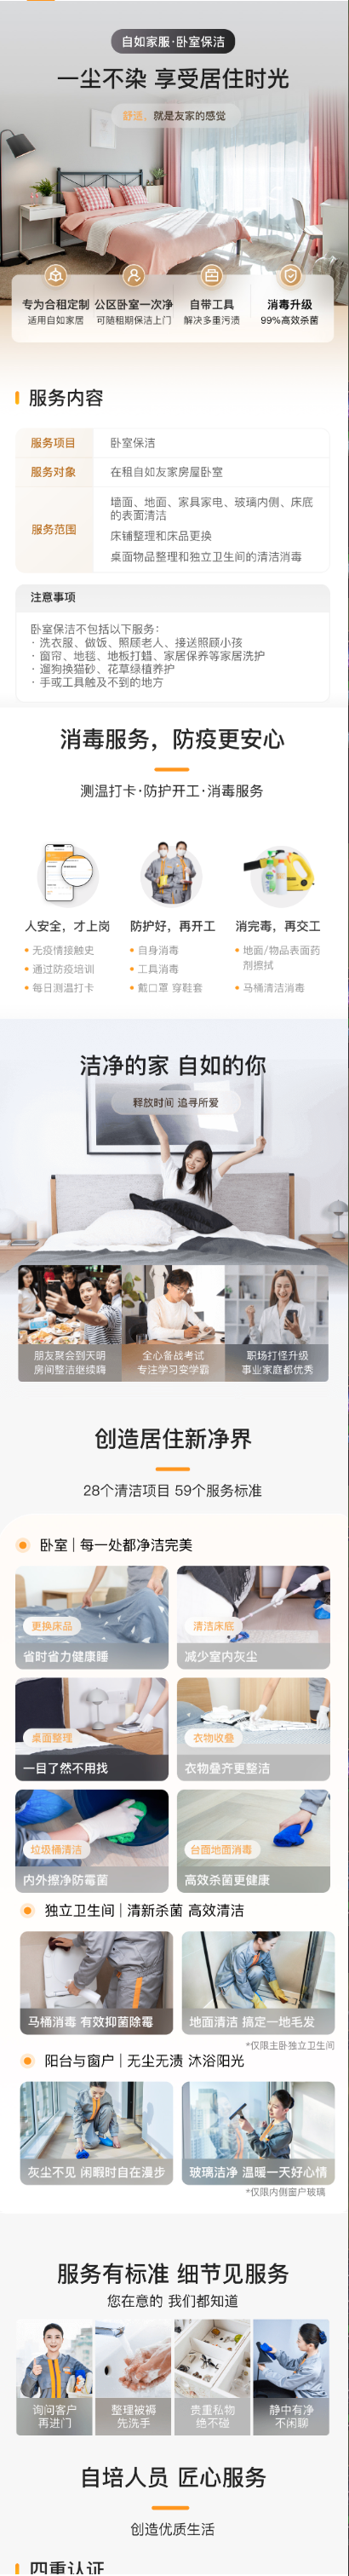 自如家服·卧室保洁
一尘不染 享受居住时光
舒适，就是友家的感觉
专为合租定制 公区卧室一次净 自带工具 消毒升级
适用自如家居 可随租期保洁上门 解决多重污渍 99%高效杀菌
服务内容
服务项目 卧室保洁
服务对象 在租自如友家房屋卧室
服务范围
墙面、地面、家具家电、玻璃内侧、床底
的表面清洁
床铺整理和床品更换
桌面物品整理和独立卫生间的清洁消毒
注意事项
卧室保洁不包括以下服务：
· 洗衣服、做饭、照顾老人、接送照顾小孩
· 窗帘、地毯、地板打蜡、家居保养等家居洗护
· 遛狗换猫砂、花草绿植养护
· 手或工具触及不到的地方
消毒服务，防疫更安心
测温打卡·防护开工·消毒服务
人安全，才上岗 防护好，再开工 消完毒，再交工
• 无疫情接触史 • 自身消毒 • 地面/物品表面药
剂擦拭
• 通过防疫培训 • 工具消毒
• 每日测温打卡 • 戴口罩 穿鞋套 • 马桶清洁消毒
洁净的家 自如的你
释放时间 追寻所爱
朋友聚会到天明 全心备战考试 职场打怪升级
房间整洁继续嗨 专注学习变学霸 事业家庭都优秀
创造居住新净界
28个清洁项目 59个服务标准
卧室 | 每一处都净洁完美
更换床品 清洁床底
省时省力健康睡 减少室内灰尘
桌面整理 衣物收叠
一目了然不用找 衣物叠齐更整洁
垃圾桶清洁 台面地面消毒
内外擦净防霉菌 高效杀菌更健康
独立卫生间 | 清新杀菌 高效清洁
马桶消毒 有效抑菌除霉 地面清洁 搞定一地毛发
*仅限主卧独立卫生间
阳台与窗户 | 无尘无渍 沐浴阳光
灰尘不见 闲暇时自在漫步 玻璃洁净 温暖一天好心情
*仅限内侧窗户玻璃
服务有标准 细节见服务
您在意的 我们都知道
询问客户 整理被褥 贵重私物 静中有净
再进门 先洗手 绝不碰 不闲聊
自培人员 匠心服务
创造优质生活
四重认证